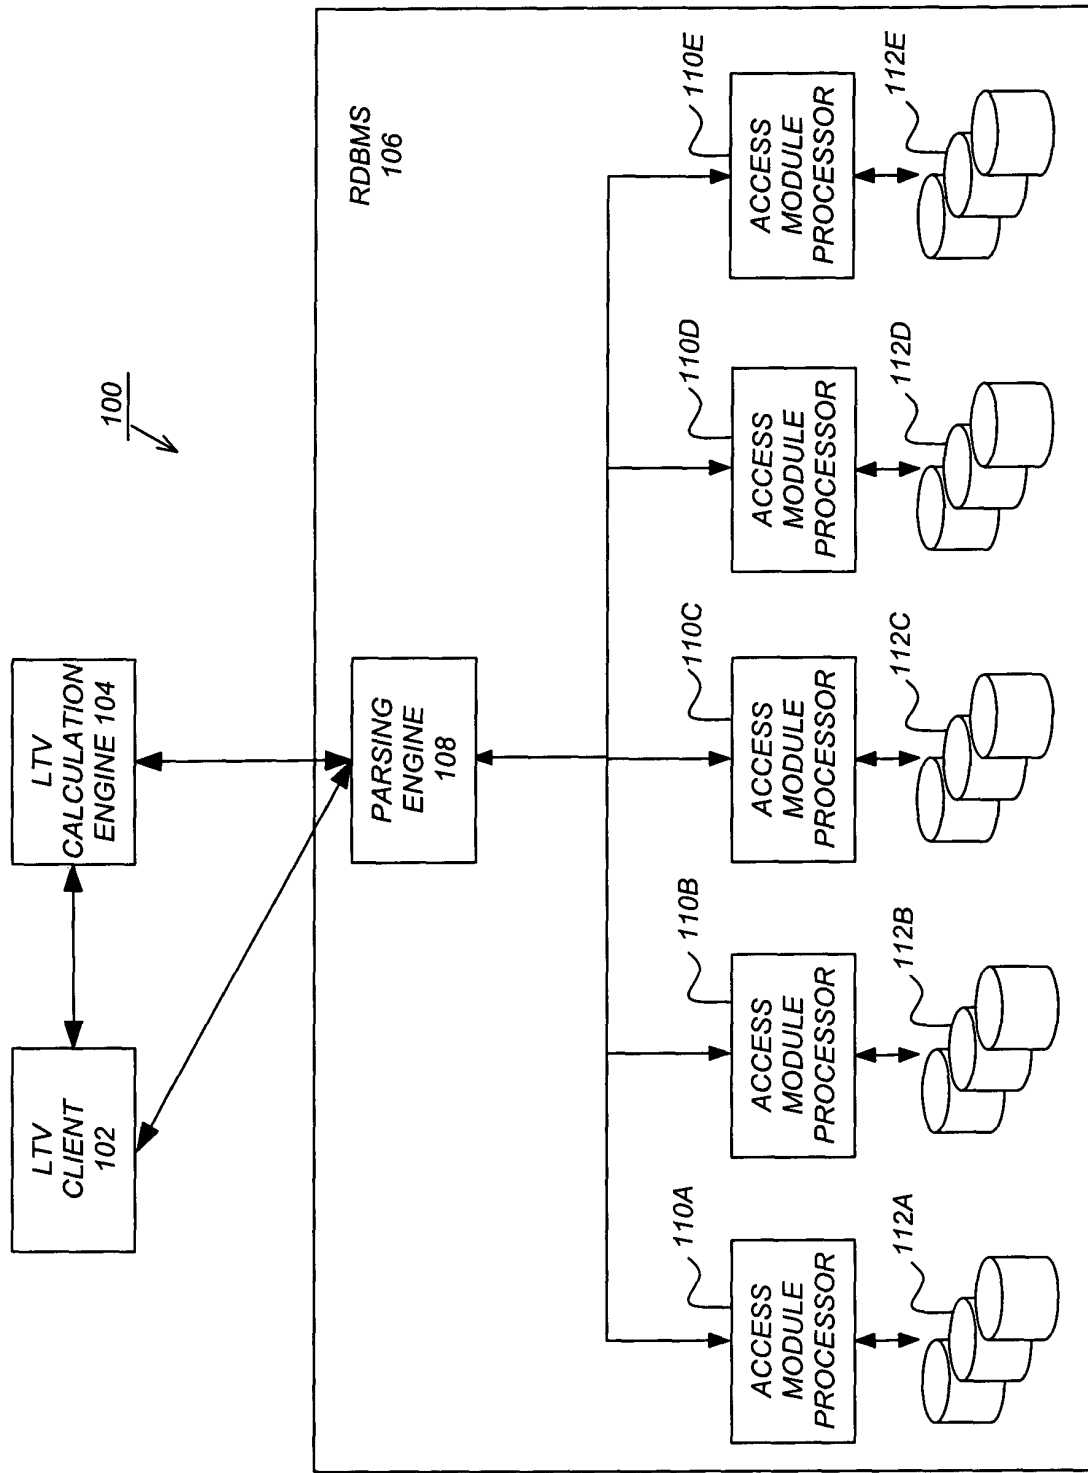 100
LTV
CLIENT
102
LTV
CALCULATION
ENGINE 104
RDBMS
106
PARSING
ENGINE
108
110A
110B
110C
110D
110E
ACCESS
MODULE
PROCESSOR
ACCESS
MODULE
PROCESSOR
ACCESS
MODULE
PROCESSOR
ACCESS
MODULE
PROCESSOR
ACCESS
MODULE
PROCESSOR
112A
112B
112C
112D
112E